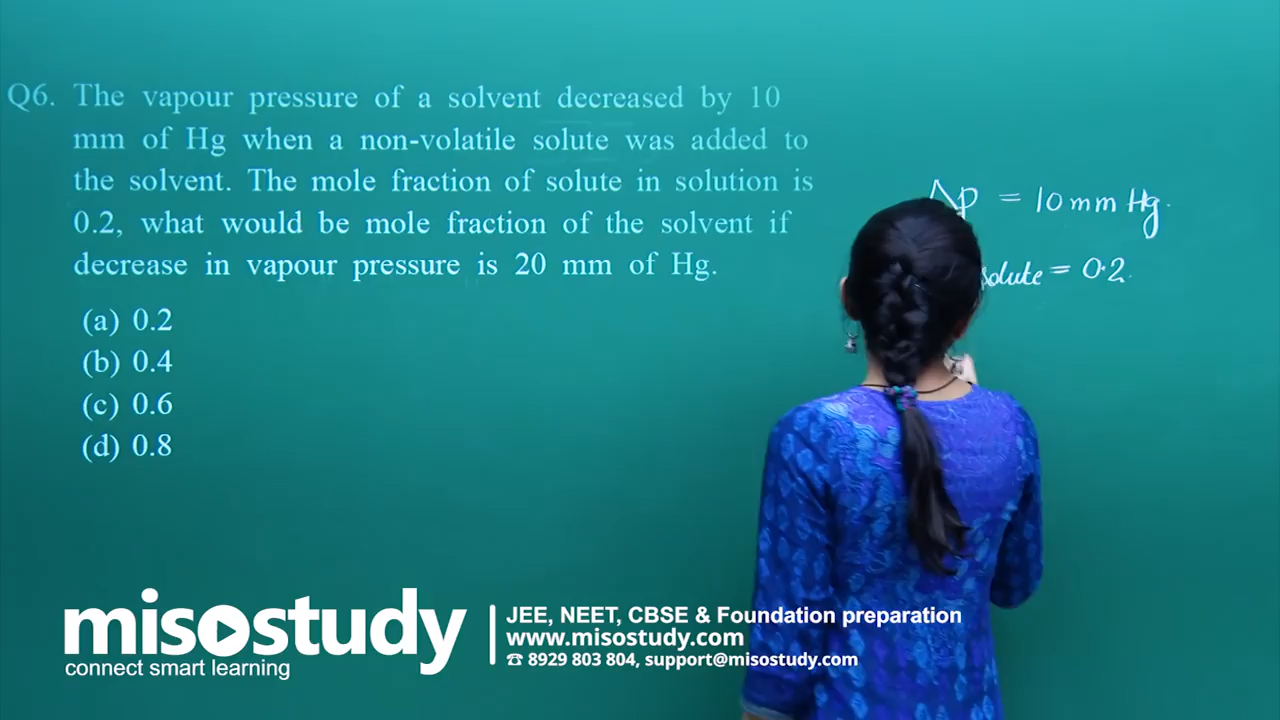 Q6. The vapour pressure of a solvent decreased by 10
mm of Hg when a non-volatile solute was added to
the solvent. The mole fraction of solute in solution is
0.2, what would be mole fraction of the solvent if
decrease in vapour pressure is 20 mm of Hg.
(a) 0.2
(b) 0.4
(c) 0.6
(d) 0.8
Δp = 10 mm Hg.
solute = 0.2.
misostudy
connect smart learning
JEE, NEET, CBSE & Foundation preparation
www.misostudy.com
☎ 8929 803 804, support@misostudy.com